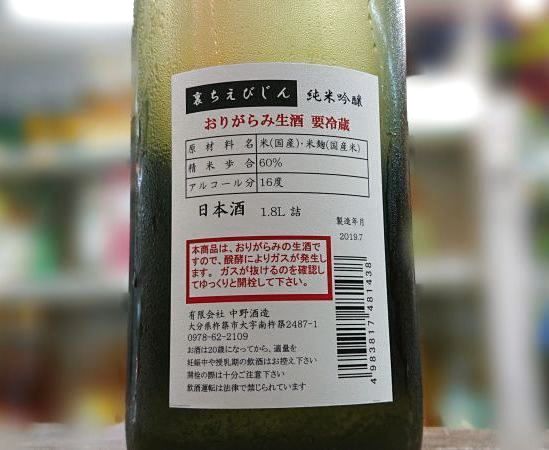 裏ちえびじん 純米吟醸
おりがらみ生酒 要冷蔵
原材料名 米(国産)・米麹(国産米)
精米歩合 60%
アルコール分 16度
日本酒 1.8L 詰
製造年月
2019.7
本商品は、おりがらみの生酒で
すので、醗酵によりガスが発生
します。 ガスが抜けるのを確認し
てゆっくりと開栓して下さい。
有限会社 中野酒造
大分県杵築市大字南杵築2487-1
0978-62-2109
お酒は20歳になってから、適量を
妊娠中や授乳期の飲酒はお控え下さい
開栓の際は十分ご注意下さい
飲酒運転は法律で禁じられています
4983817481438